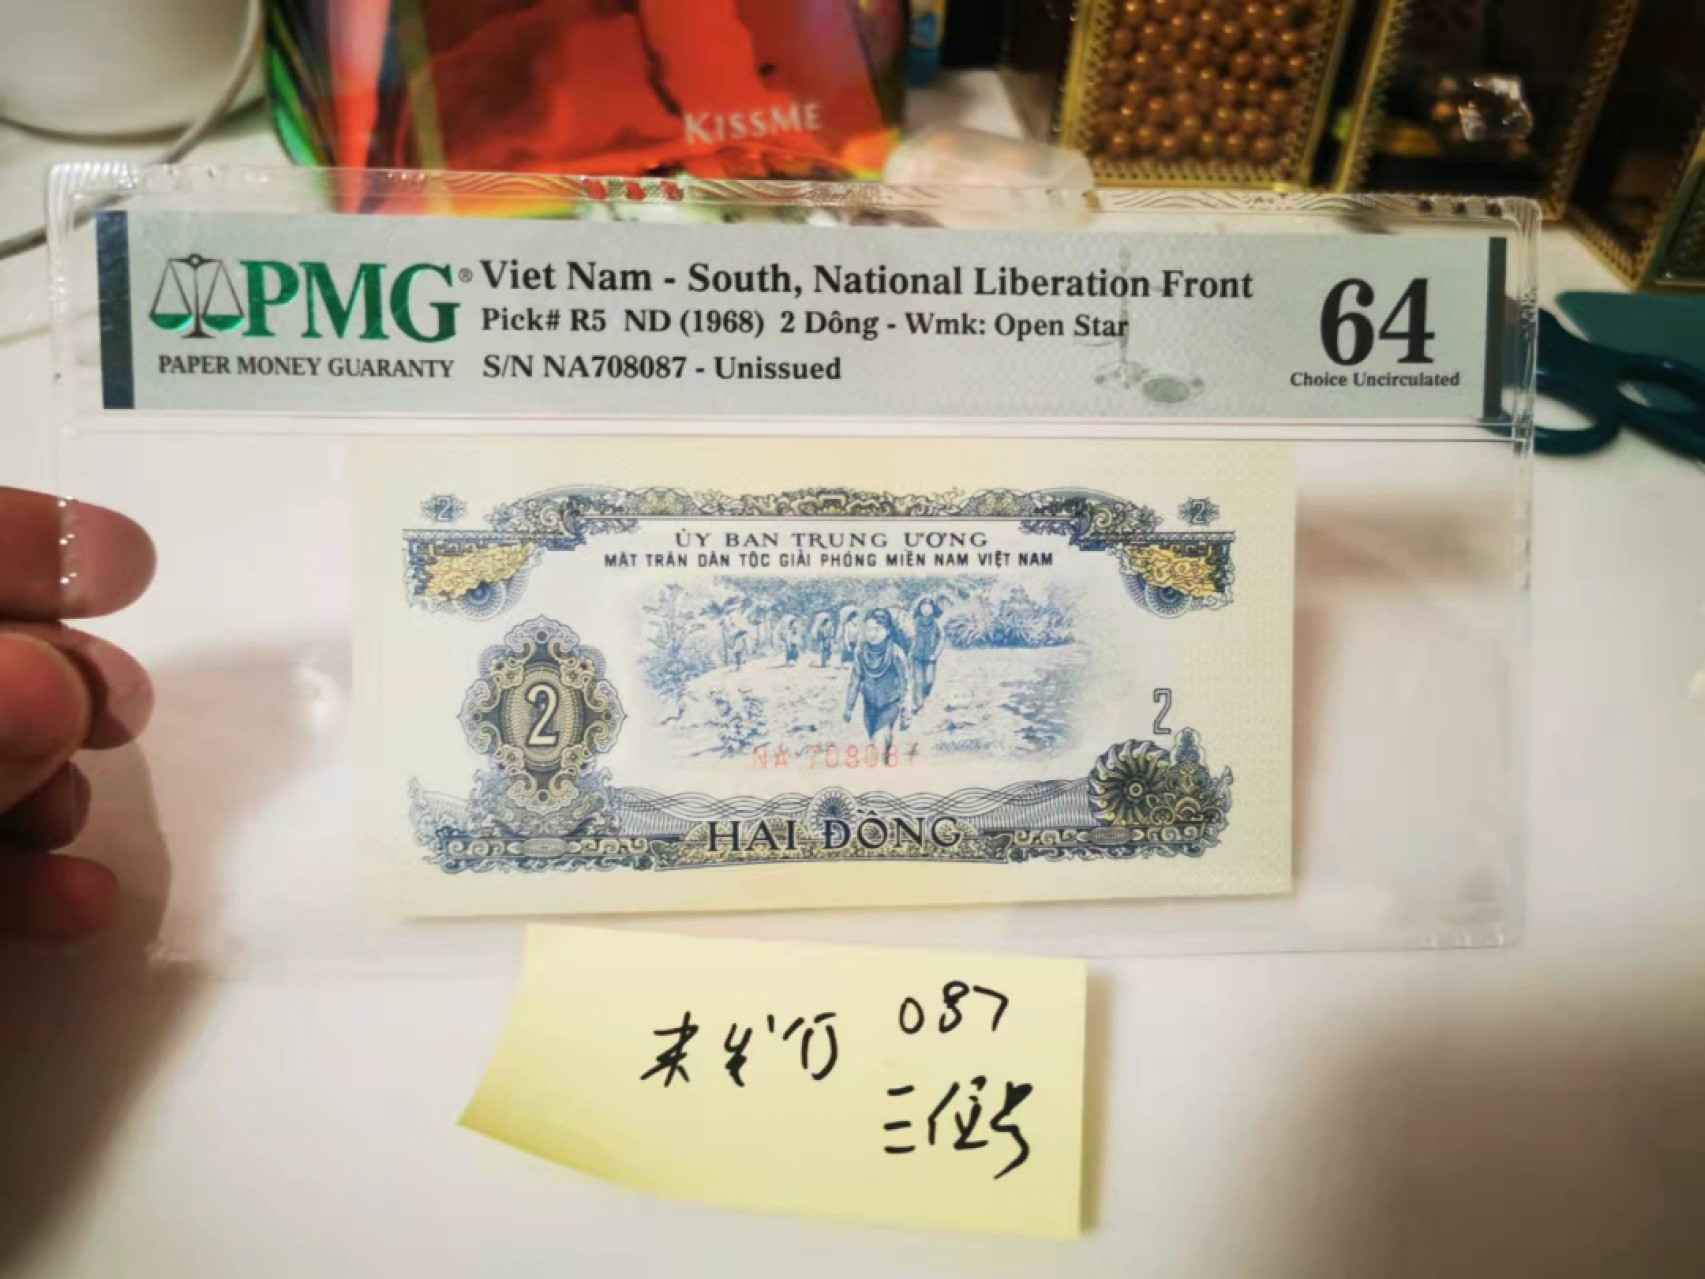 KISSME
PMG®
PAPER MONEY GUARANTY
Viet Nam - South, National Liberation Front
Pick# R5 ND (1968) 2 Dông - Wmk: Open Star
S/N NA708087 - Unissued
64
Choice Uncirculated
2
2
ỦY BAN TRUNG ƯƠNG
MẶT TRẬN DÂN TỘC GIẢI PHÓNG MIỀN NAM VIỆT NAM
2
2
NA 708087
HAI ĐỒNG
未发行
087
三位号